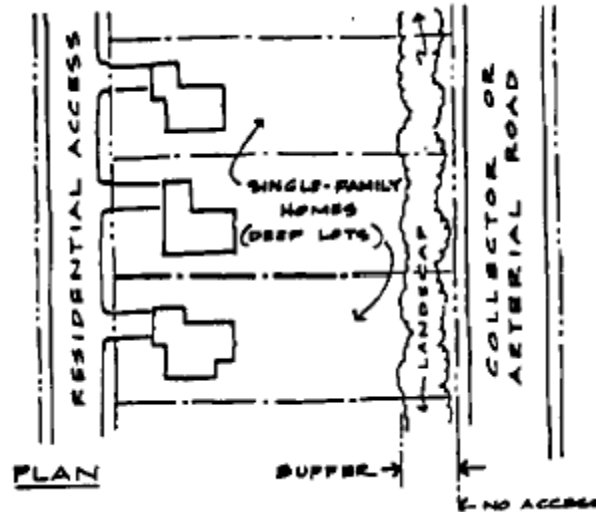 RESIDENTIAL ACCESS
SINGLE-FAMILY
HOMES
(DEEP LOTS)
LANDSCAP
COLLECTOR OR
ARTERIAL ROAD
PLAN
BUFFER
NO ACCESS